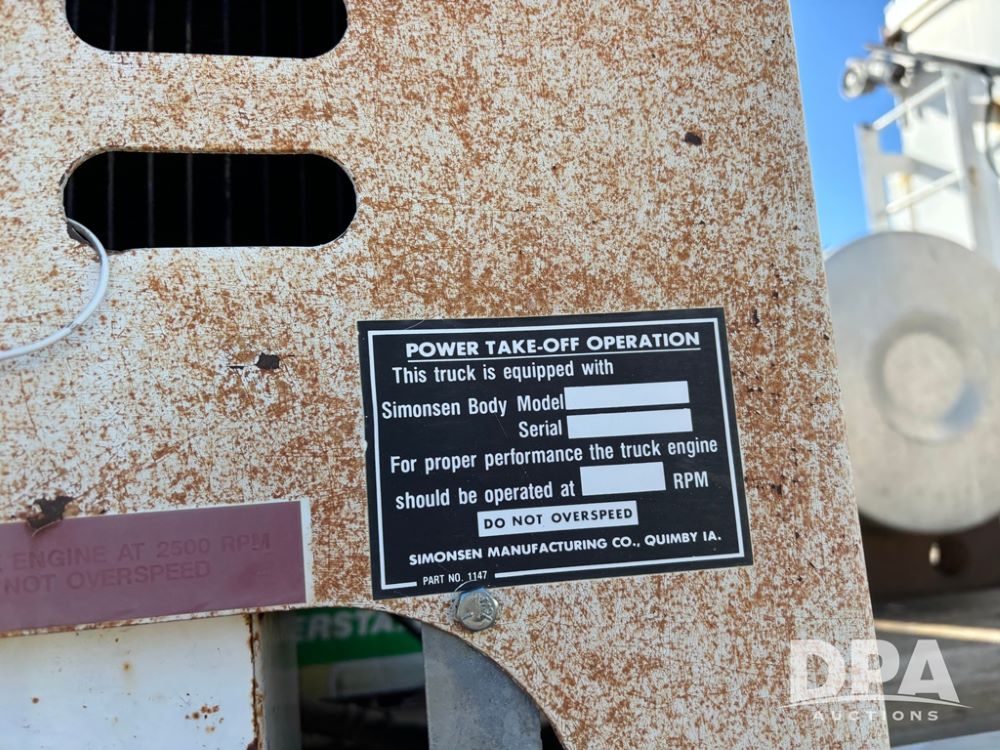 POWER TAKE-OFF OPERATION
This truck is equipped with
Simonsen Body Model
Serial
For proper performance the truck engine
should be operated at RPM
DO NOT OVERSPEED
SIMONSEN MANUFACTURING CO., QUIMBY IA.
PART NO. 1147
ENGINE AT 2500 RPM
NOT OVERSPEED
ERSTA
DPA
AUCTIONS